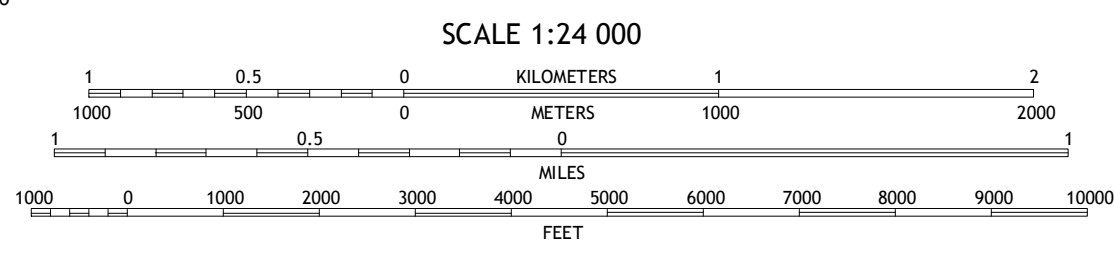 SCALE 1:24 000
1 0.5 0 KILOMETERS 1 2
1000 500 0 METERS 1000 2000
1 0.5 0 1
MILES
1000 0 1000 2000 3000 4000 5000 6000 7000 8000 9000 10000
FEET